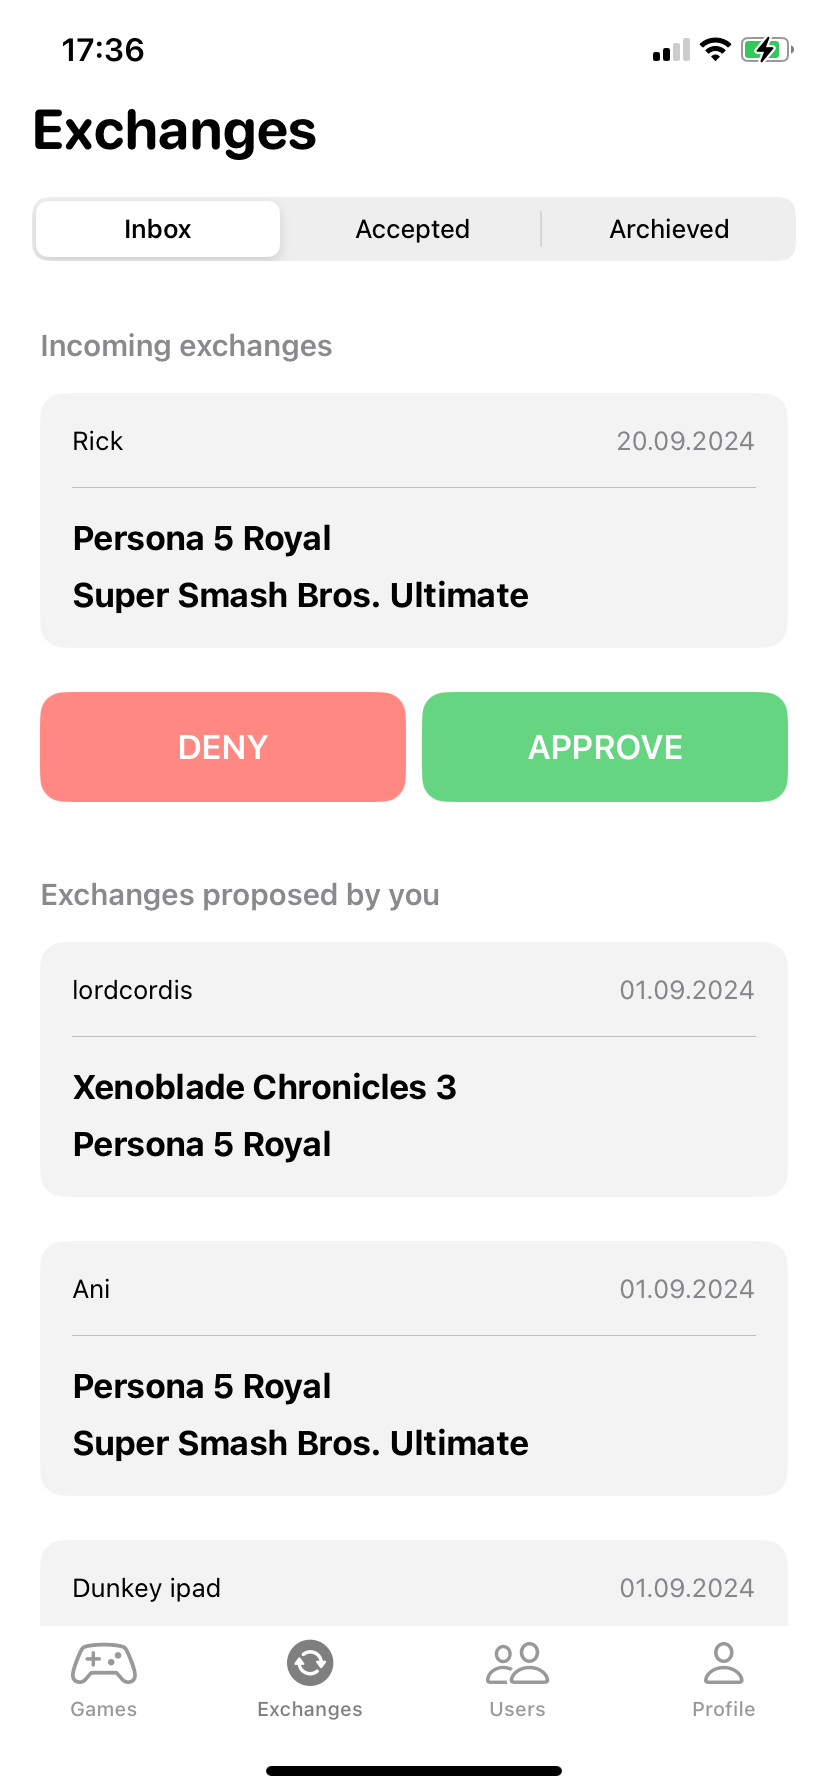 17:36
Exchanges
Inbox Accepted Archieved
Incoming exchanges
Rick 20.09.2024
Persona 5 Royal
Super Smash Bros. Ultimate
DENY APPROVE
Exchanges proposed by you
lordcordis 01.09.2024
Xenoblade Chronicles 3
Persona 5 Royal
Ani 01.09.2024
Persona 5 Royal
Super Smash Bros. Ultimate
Dunkey ipad 01.09.2024
Games Exchanges Users Profile